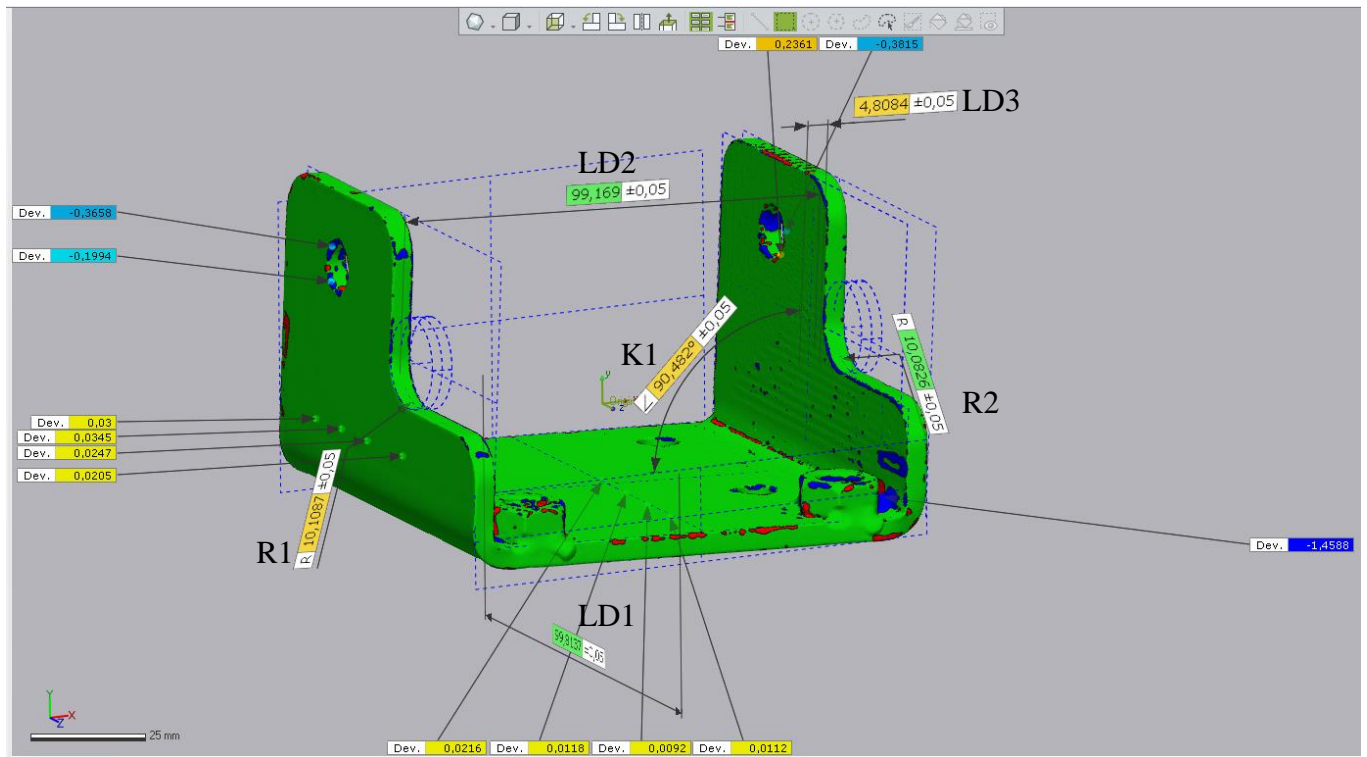 Dev. 0,2361 Dev. -0,3815
4,8084 ±0,05 LD3
LD2
99,169 ±0,05
Dev. -0,3658
Dev. -0,1994
K1
90,482° ±0,05
R 10,0826 ±0,05
R2
Dev. 0,03
Dev. 0,0345
Dev. 0,0247
Dev. 0,0205
R 10,1087 ±0,05
R1
Dev. -1,4588
LD1
Y
X
Z
25 mm
Dev. 0,0216 Dev. 0,0118 Dev. 0,0092 Dev. 0,0112